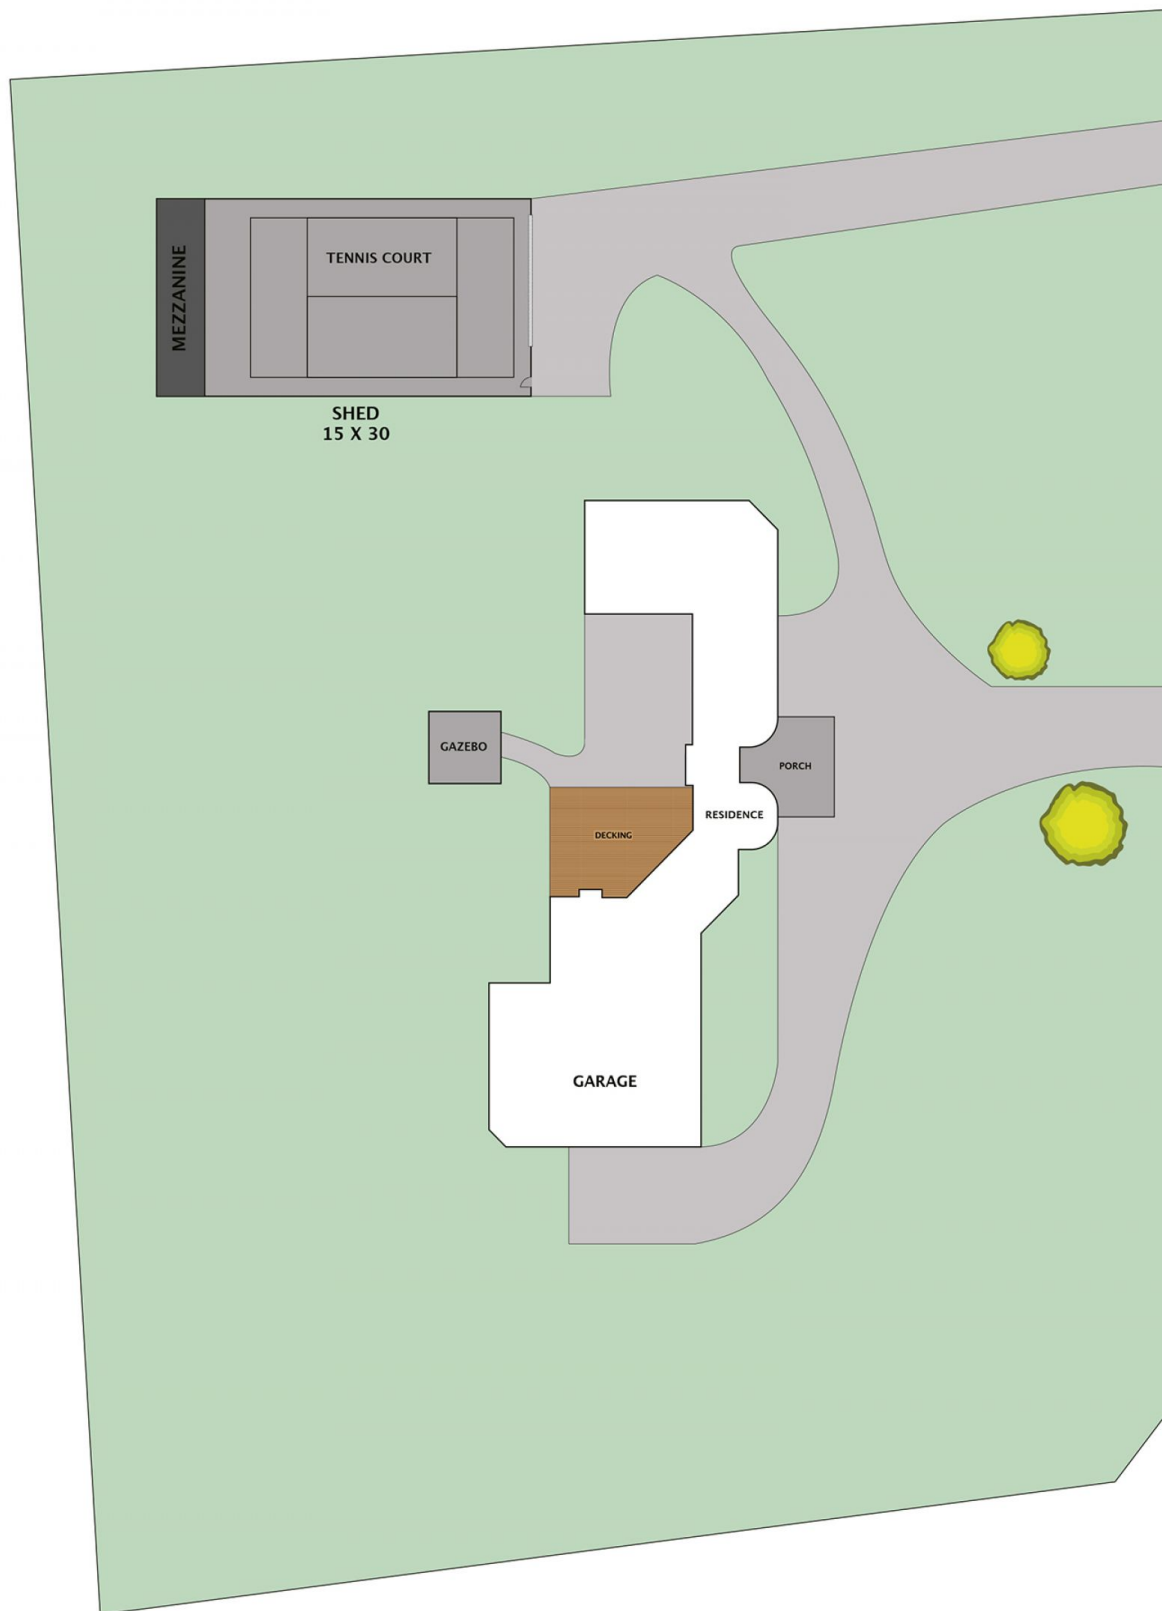 MEZZANINE
TENNIS COURT
SHED
15 X 30
GAZEBO
PORCH
RESIDENCE
DECKING
GARAGE